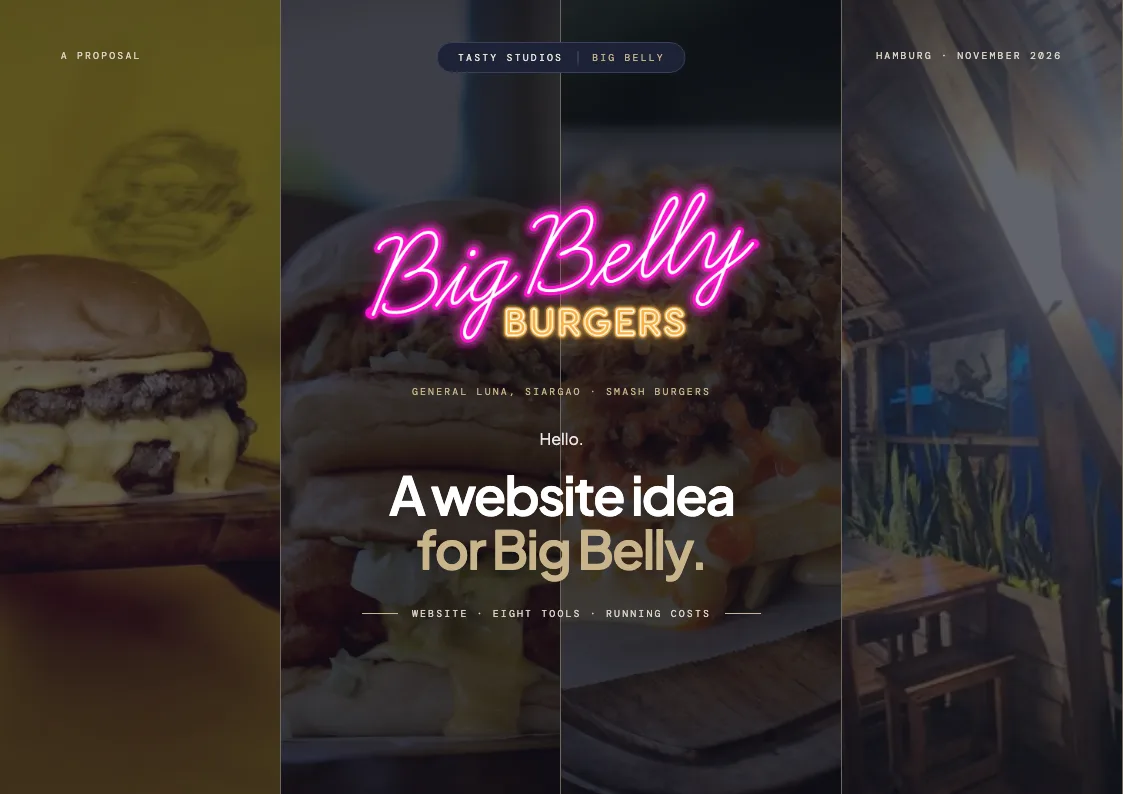 A PROPOSAL
TASTY STUDIOS | BIG BELLY
HAMBURG · NOVEMBER 2026
Big Belly
BURGERS
GENERAL LUNA, SIARGAO · SMASH BURGERS
Hello.
A website idea
for Big Belly.
WEBSITE · EIGHT TOOLS · RUNNING COSTS